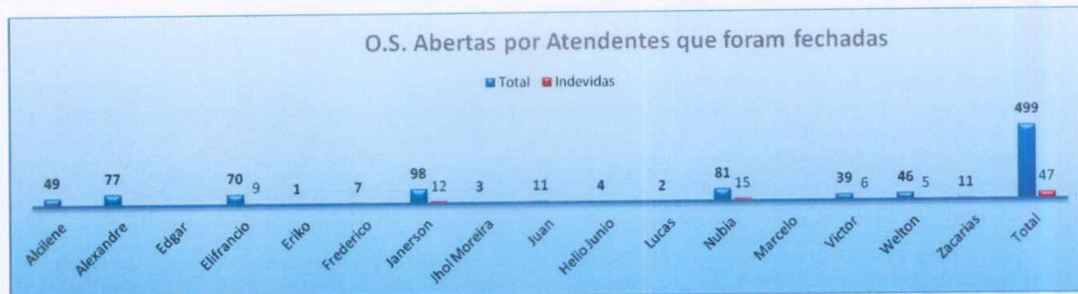 O.S. Abertas por Atendentes que foram fechadas
Total Indevidas
49 77 70 9 1 7 98 12 3 11 4 2 81 15 39 6 46 5 11 499 47
Alcilene Alexandre Edgar Elifrancio Eriko Frederico Janerson Jhol Moreira Juan Helio Junio Lucas Nubia Marcelo Victor Welton Zacarias Total